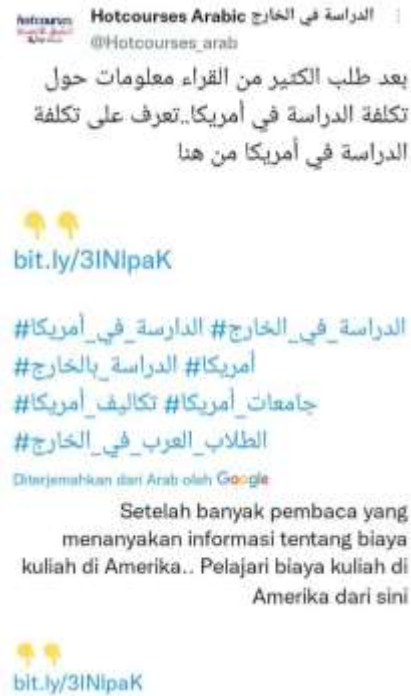 Hotcourses Arabic الدراسة في الخارج
@Hotcourses_arab
بعد طلب الكثير من القراء معلومات حول
تكلفة الدراسة في أمريكا..تعرف على تكلفة
الدراسة في أمريكا من هنا
👇👇
bit.ly/3INlpaK
#الدراسة_في_الخارج #الدارسة_في_أمريكا
#أمريكا #الدراسة_بالخارج
#جامعات_أمريكا #تكاليف_أمريكا
#الطلاب_العرب_في_الخارج
Diterjemahkan dari Arab oleh Google
Setelah banyak pembaca yang
menanyakan informasi tentang biaya
kuliah di Amerika.. Pelajari biaya kuliah di
Amerika dari sini
👇👇
bit.ly/3INlpaK